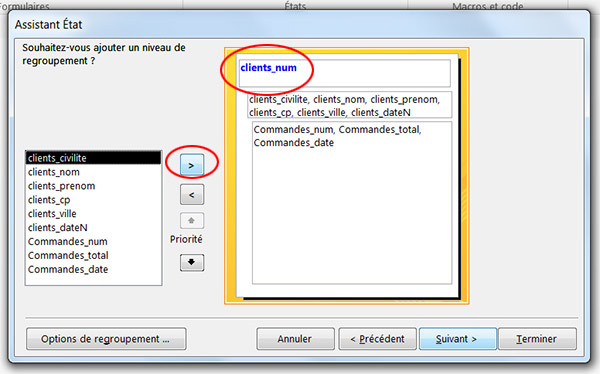 Formulaires États Macros et code
Assistant État
Souhaitez-vous ajouter un niveau de
regroupement ?
clients_num
clients_civilite, clients_nom, clients_prenom,
clients_cp, clients_ville, clients_dateN
Commandes_num, Commandes_total,
Commandes_date
clients_civilite
clients_nom
clients_prenom
clients_cp
clients_ville
clients_dateN
Commandes_num
Commandes_total
Commandes_date
>
<
Priorité
Options de regroupement ... Annuler < Précédent Suivant > Terminer